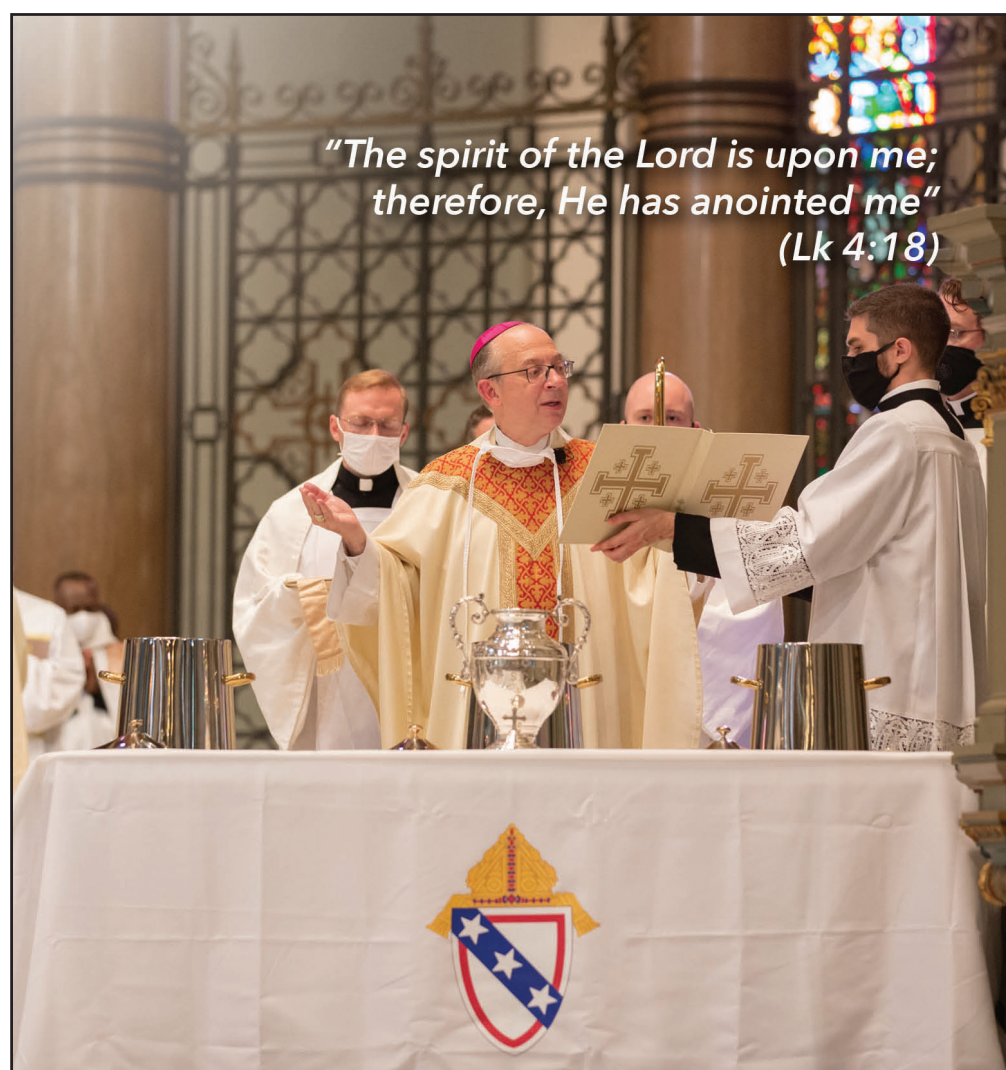 “The spirit of the Lord is upon me;
therefore, He has anointed me”
(Lk 4:18)